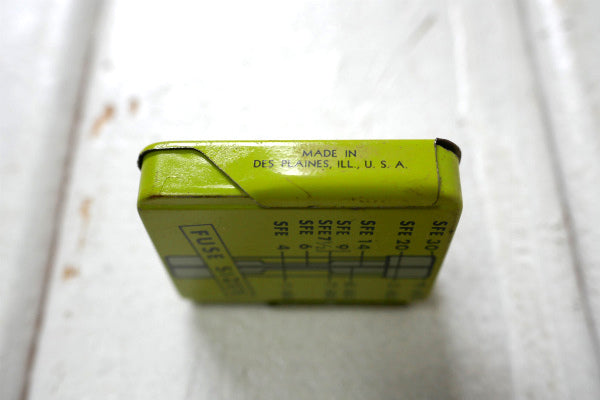 MADE IN
DES PLAINES, ILL., U. S. A.
FUSE
SFE 4
SFE 6
SFE 7½
SFE 9
SFE 14
SFE 20
SFE 30